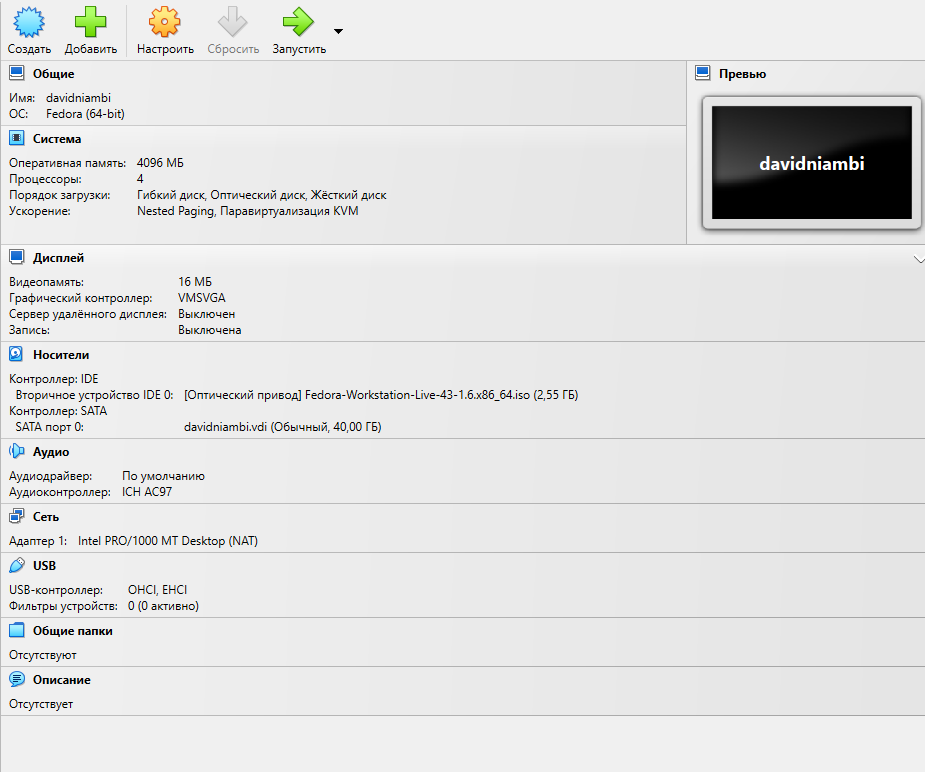 Создать Добавить Настроить Сбросить Запустить
Общие
Имя: davidniambi
ОС: Fedora (64-bit)
Превью
davidniambi
Система
Оперативная память: 4096 МБ
Процессоры: 4
Порядок загрузки: Гибкий диск, Оптический диск, Жёсткий диск
Ускорение: Nested Paging, Паравиртуализация KVM
Дисплей
Видеопамять: 16 МБ
Графический контроллер: VMSVGA
Сервер удалённого дисплея: Выключен
Запись: Выключена
Носители
Контроллер: IDE
Вторичное устройство IDE 0: [Оптический привод] Fedora-Workstation-Live-43-1.6.x86_64.iso (2,55 ГБ)
Контроллер: SATA
SATA порт 0: davidniambi.vdi (Обычный, 40,00 ГБ)
Аудио
Аудиодрайвер: По умолчанию
Аудиоконтроллер: ICH AC97
Сеть
Адаптер 1: Intel PRO/1000 MT Desktop (NAT)
USB
USB-контроллер: OHCI, EHCI
Фильтры устройств: 0 (0 активно)
Общие папки
Отсутствуют
Описание
Отсутствует